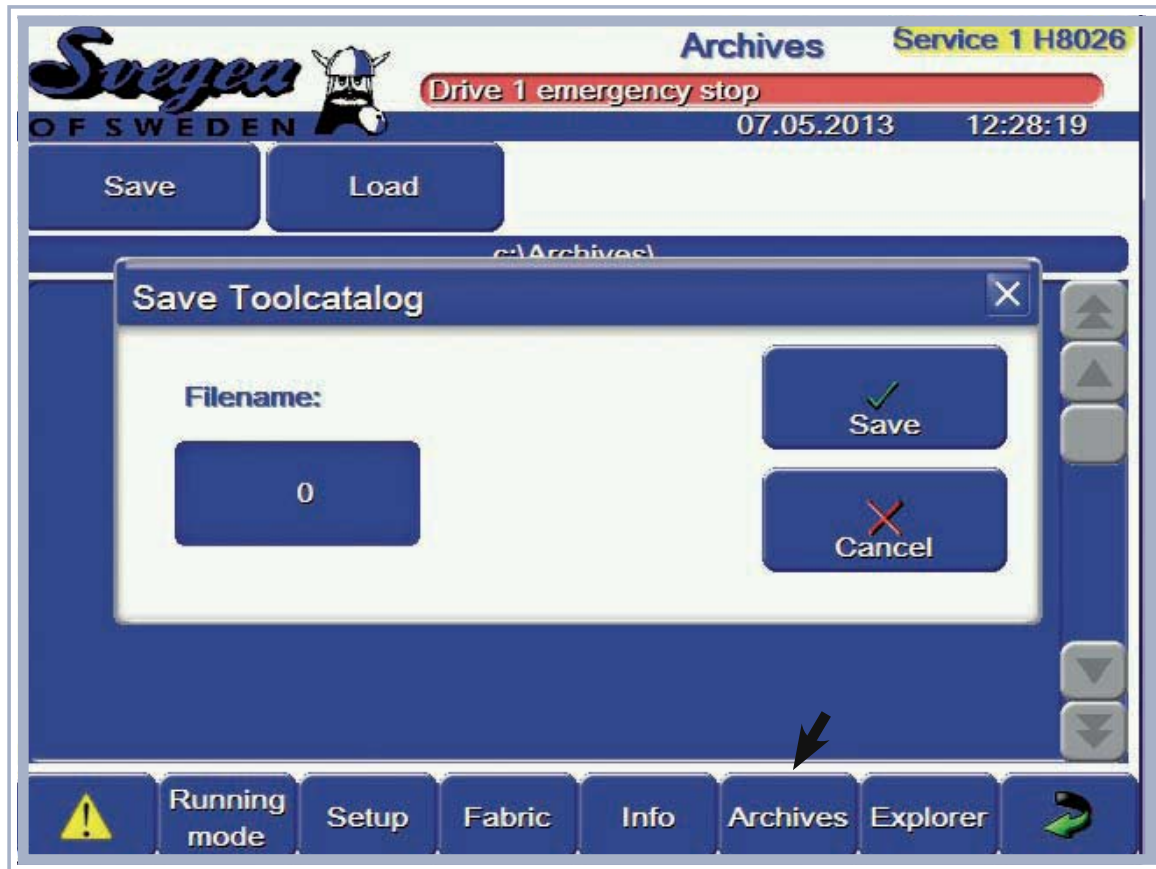 Svegea
OF SWEDEN
Archives
Service 1 H8026
Drive 1 emergency stop
07.05.2013 12:28:19
Save
Load
c:\Archives\
Save Toolcatalog
Filename:
0
Save
Cancel
Running
mode
Setup
Fabric
Info
Archives
Explorer